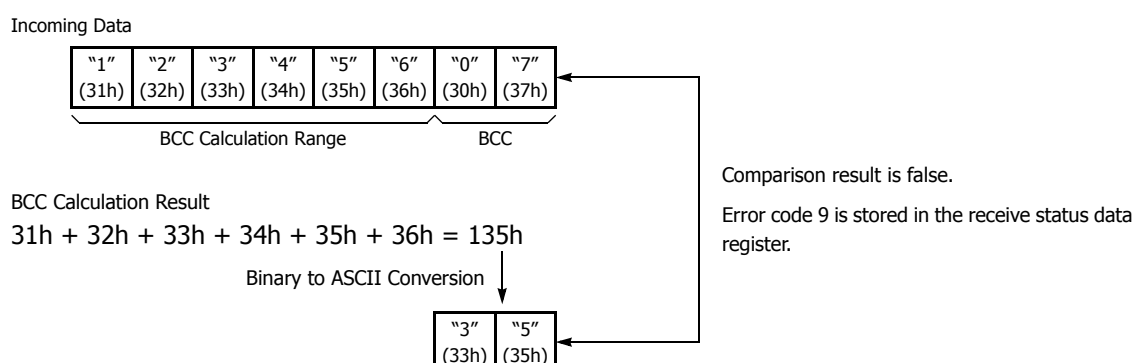 Incoming Data
“1” “2” “3” “4” “5” “6” “0” “7”
(31h) (32h) (33h) (34h) (35h) (36h) (30h) (37h)
BCC Calculation Range BCC
Comparison result is false.
Error code 9 is stored in the receive status data
register.
BCC Calculation Result
31h + 32h + 33h + 34h + 35h + 36h = 135h
Binary to ASCII Conversion
“3” “5”
(33h) (35h)